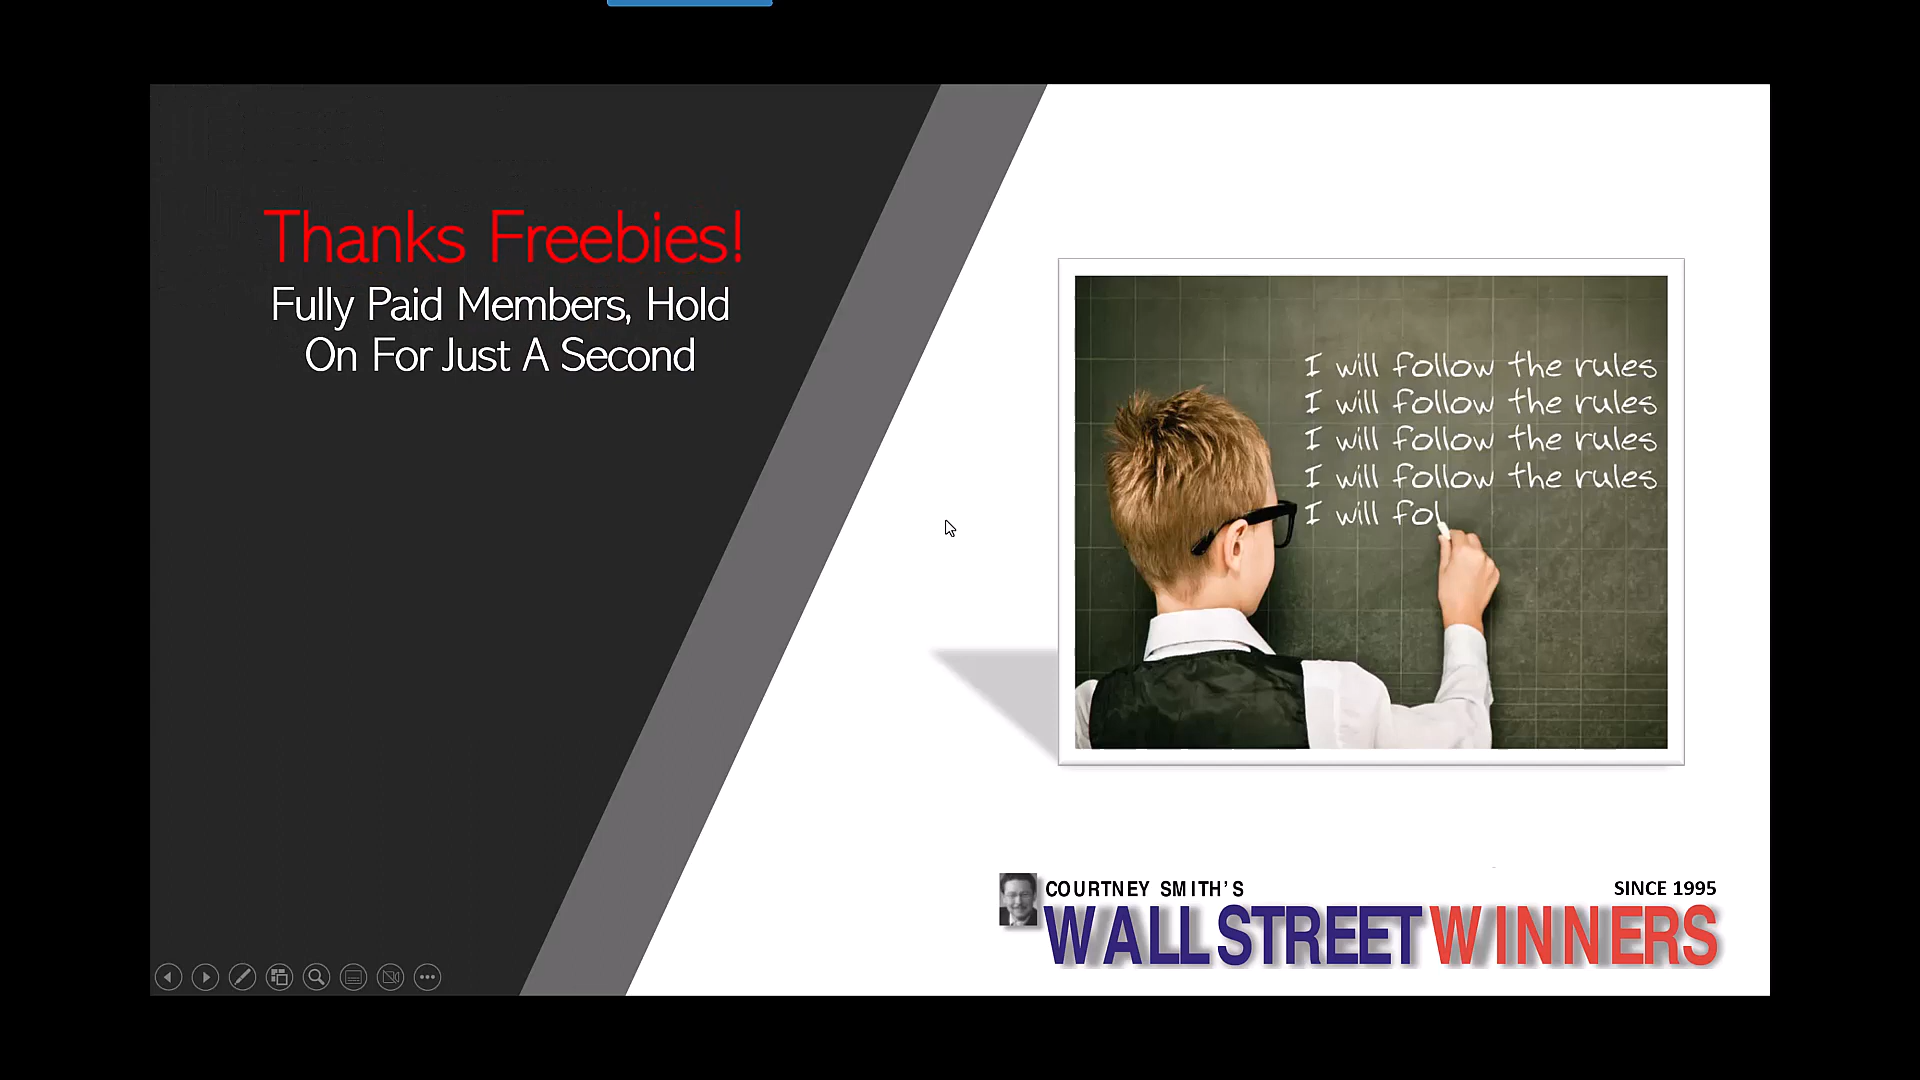 Thanks Freebies!
Fully Paid Members, Hold
On For Just A Second
I will follow the rules
I will follow the rules
I will follow the rules
I will follow the rules
I will fol
COURTNEY SMITH'S
SINCE 1995
WALL STREET WINNERS